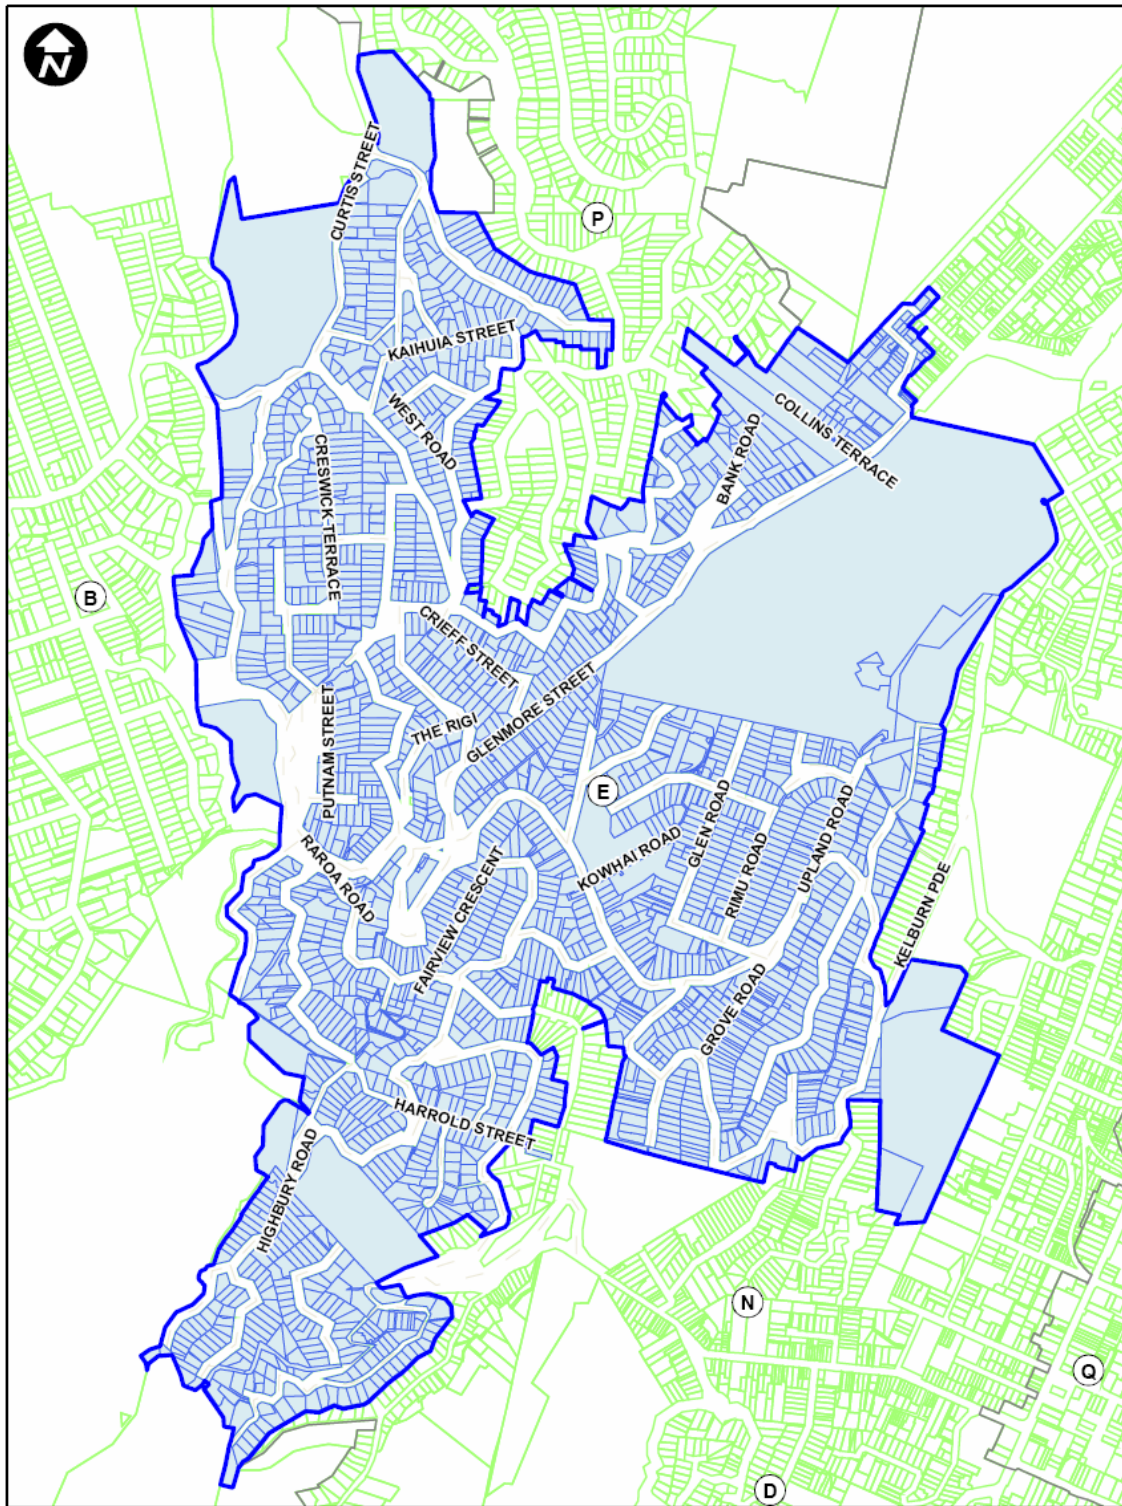 N
CURTIS STREET
P
KAIHUIA STREET
WEST ROAD
COLLINS TERRACE
BANK ROAD
CRESWICK TERRACE
B
CRIEFF STREET
GLENMORE STREET
THE RIGI
PUTNAM STREET
E
GLEN ROAD
UPLAND ROAD
RIMU ROAD
KOWHAI ROAD
RAROA ROAD
FAIRVIEW CRESCENT
KELBURN PDE
GROVE ROAD
HARROLD STREET
HIGHBURY ROAD
N
Q
D